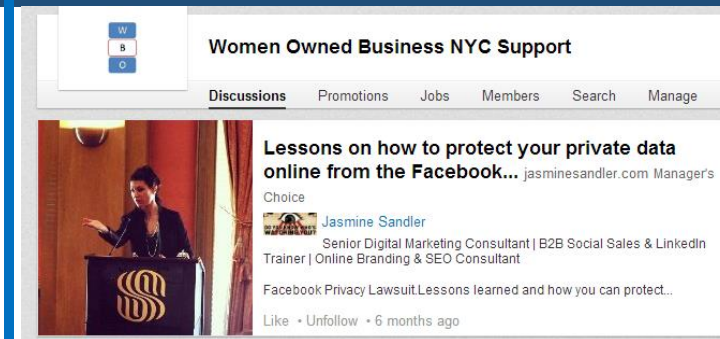 W
B
O
Women Owned Business NYC Support
Discussions Promotions Jobs Members Search Manage
Lessons on how to protect your private data
online from the Facebook... jasminesandler.com Manager's
Choice
Jasmine Sandler
Senior Digital Marketing Consultant | B2B Social Sales & LinkedIn
Trainer | Online Branding & SEO Consultant
Facebook Privacy Lawsuit.Lessons learned and how you can protect...
Like • Unfollow • 6 months ago